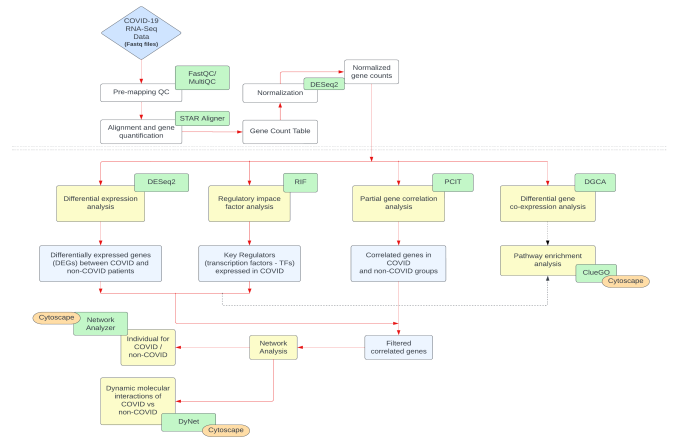 COVID-19
RNA-Seq
Data
(Fastq files)
FastQC/
MultiQC
Pre-mapping QC
STAR Aligner
Alignment and gene
quantification
Gene Count Table
Normalization
DESeq2
Normalized
gene counts
DESeq2
Differential expression
analysis
RIF
Regulatory impace
factor analysis
PCIT
Partial gene correlation
analysis
DGCA
Differential gene
co-expression analysis
Differentially expressed genes
(DEGs) between COVID and
non-COVID patients
Key Regulators
(transcription factors - TFs)
expressed in COVID
Correlated genes in
COVID
and non-COVID groups
Pathway enrichment
analysis
ClueGO
Cytoscape
Cytoscape
Network
Analyzer
Individual for
COVID /
non-COVID
Network
Analysis
Filtered
correlated genes
Dynamic molecular
interactions of
COVID vs
non-COVID
DyNet
Cytoscape